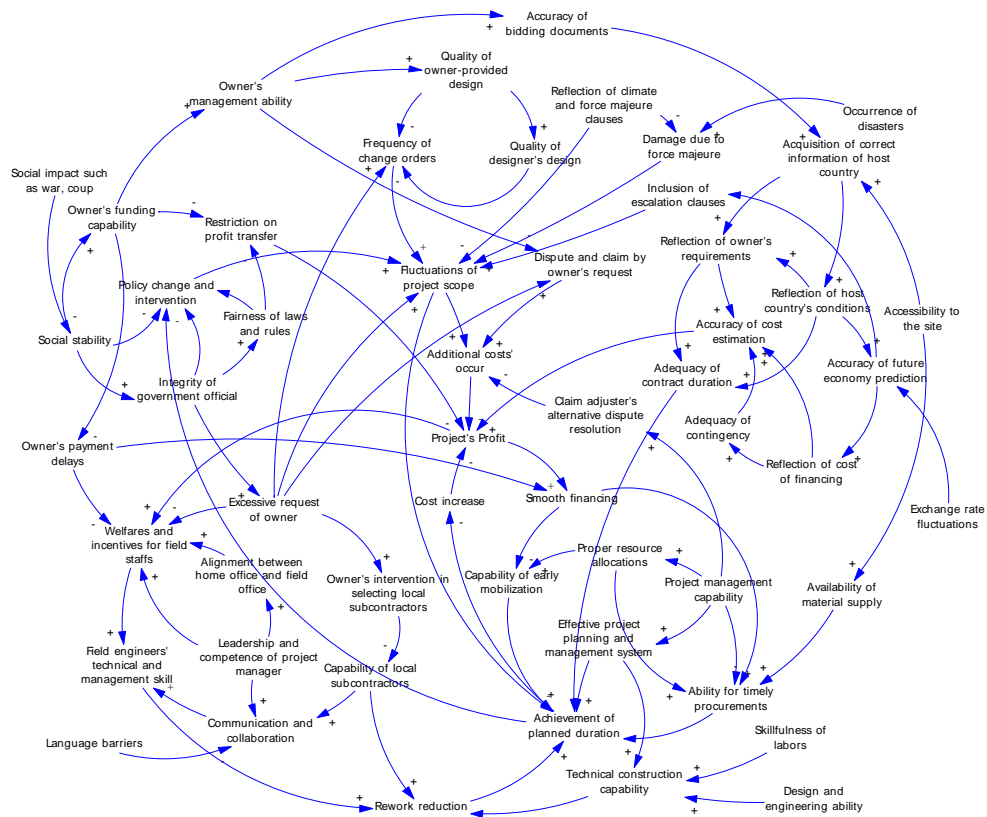 Accuracy of
bidding documents
Quality of
owner-provided
design
Owner's
management ability
Reflection of climate
and force majeure
clauses
Occurrence of
disasters
Frequency of
change orders
Quality of
designer's design
Damage due to
force majeure
Acquisition of correct
information of host
country
Social impact such
as war, coup
Inclusion of
escalation clauses
Owner's funding
capability
Restriction on
profit transfer
Reflection of owner's
requirements
Dispute and claim by
owner's request
Fluctuations of
project scope
Policy change and
intervention
Reflection of host
country's conditions
Fairness of laws
and rules
Accessibility to
the site
Social stability
Accuracy of cost
estimation
Additional costs'
occur
Accuracy of future
economy prediction
Adequacy of
contract duration
Integrity of
government official
Claim adjuster's
alternative dispute
resolution
Adequacy of
contingency
Project's Profit
Owner's payment
delays
Reflection of cost
of financing
Cost increase
Smooth financing
Excessive request
of owner
Exchange rate
fluctuations
Welfares and
incentives for field
staffs
Proper resource
allocations
Alignment between
home office and field
office
Owner's intervention in
selecting local
subcontractors
Capability of early
mobilization
Project management
capability
Availability of
material supply
Effective project
planning and
management system
Leadership and
competence of project
manager
Field engineers'
technical and
management skill
Capability of local
subcontractors
Ability for timely
procurements
Communication and
collaboration
Achievement of
planned duration
Language barriers
Skillfulness of
labors
Technical construction
capability
Design and
engineering ability
Rework reduction